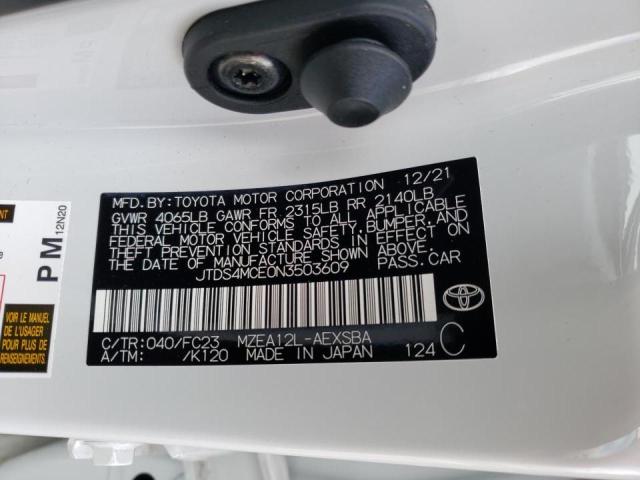 MFD. BY: TOYOTA MOTOR CORPORATION 12/21
GVWR 4065LB GAWR FR 2315LB RR 2140LB
THIS VEHICLE CONFORMS TO ALL APPLICABLE
FEDERAL MOTOR VEHICLE SAFETY, BUMPER, AND
THEFT PREVENTION STANDARDS IN EFFECT ON
THE DATE OF MANUFACTURE SHOWN ABOVE.
JTDS4MCE0N3503609 PASS. CAR
C/TR: 040/FC23 MZEA12L-AEXSBA
A/TM: /K120 MADE IN JAPAN 124 C
TOYOTA
PM 12N20
VOIR LE MANUEL
DE L'USAGER
POUR PLUS DE
RENSEIGNEMENTS